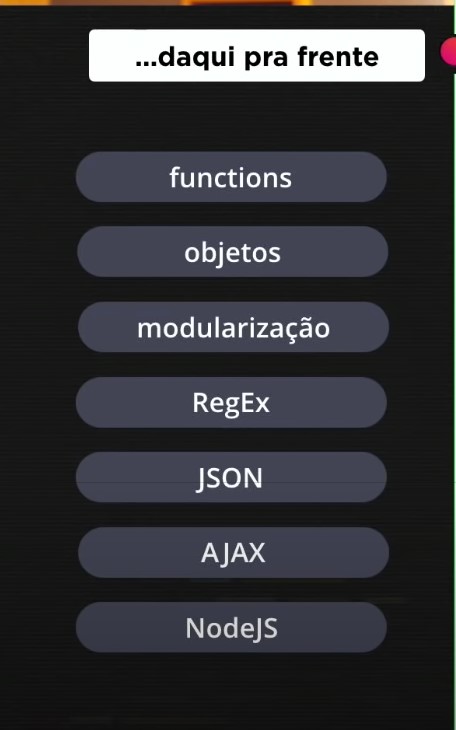 ...daqui pra frente
functions
objetos
modularização
RegEx
JSON
AJAX
NodeJS